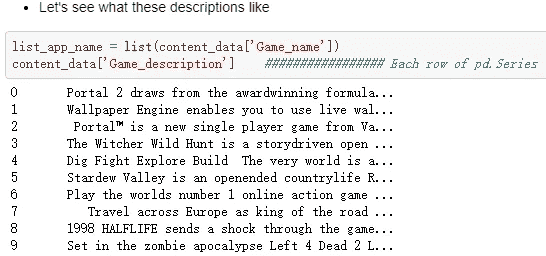 • Let's see what these descriptions like
list_app_name = list(content_data['Game_name'])
content_data['Game_description']    ################# Each row of pd.Series
0    Portal 2 draws from the awardwinning formula...
1    Wallpaper Engine enables you to use live wal...
2    Portal™ is a new single player game from Va...
3    The Witcher Wild Hunt is a storydriven open ...
4    Dig Fight Explore Build  The very world is a...
5    Stardew Valley is an openended countrylife R...
6    Play the worlds number 1 online action game ...
7    Travel across Europe as king of the road ...
8    1998 HALFLIFE sends a shock through the game...
9    Set in the zombie apocalypse Left 4 Dead 2 L...